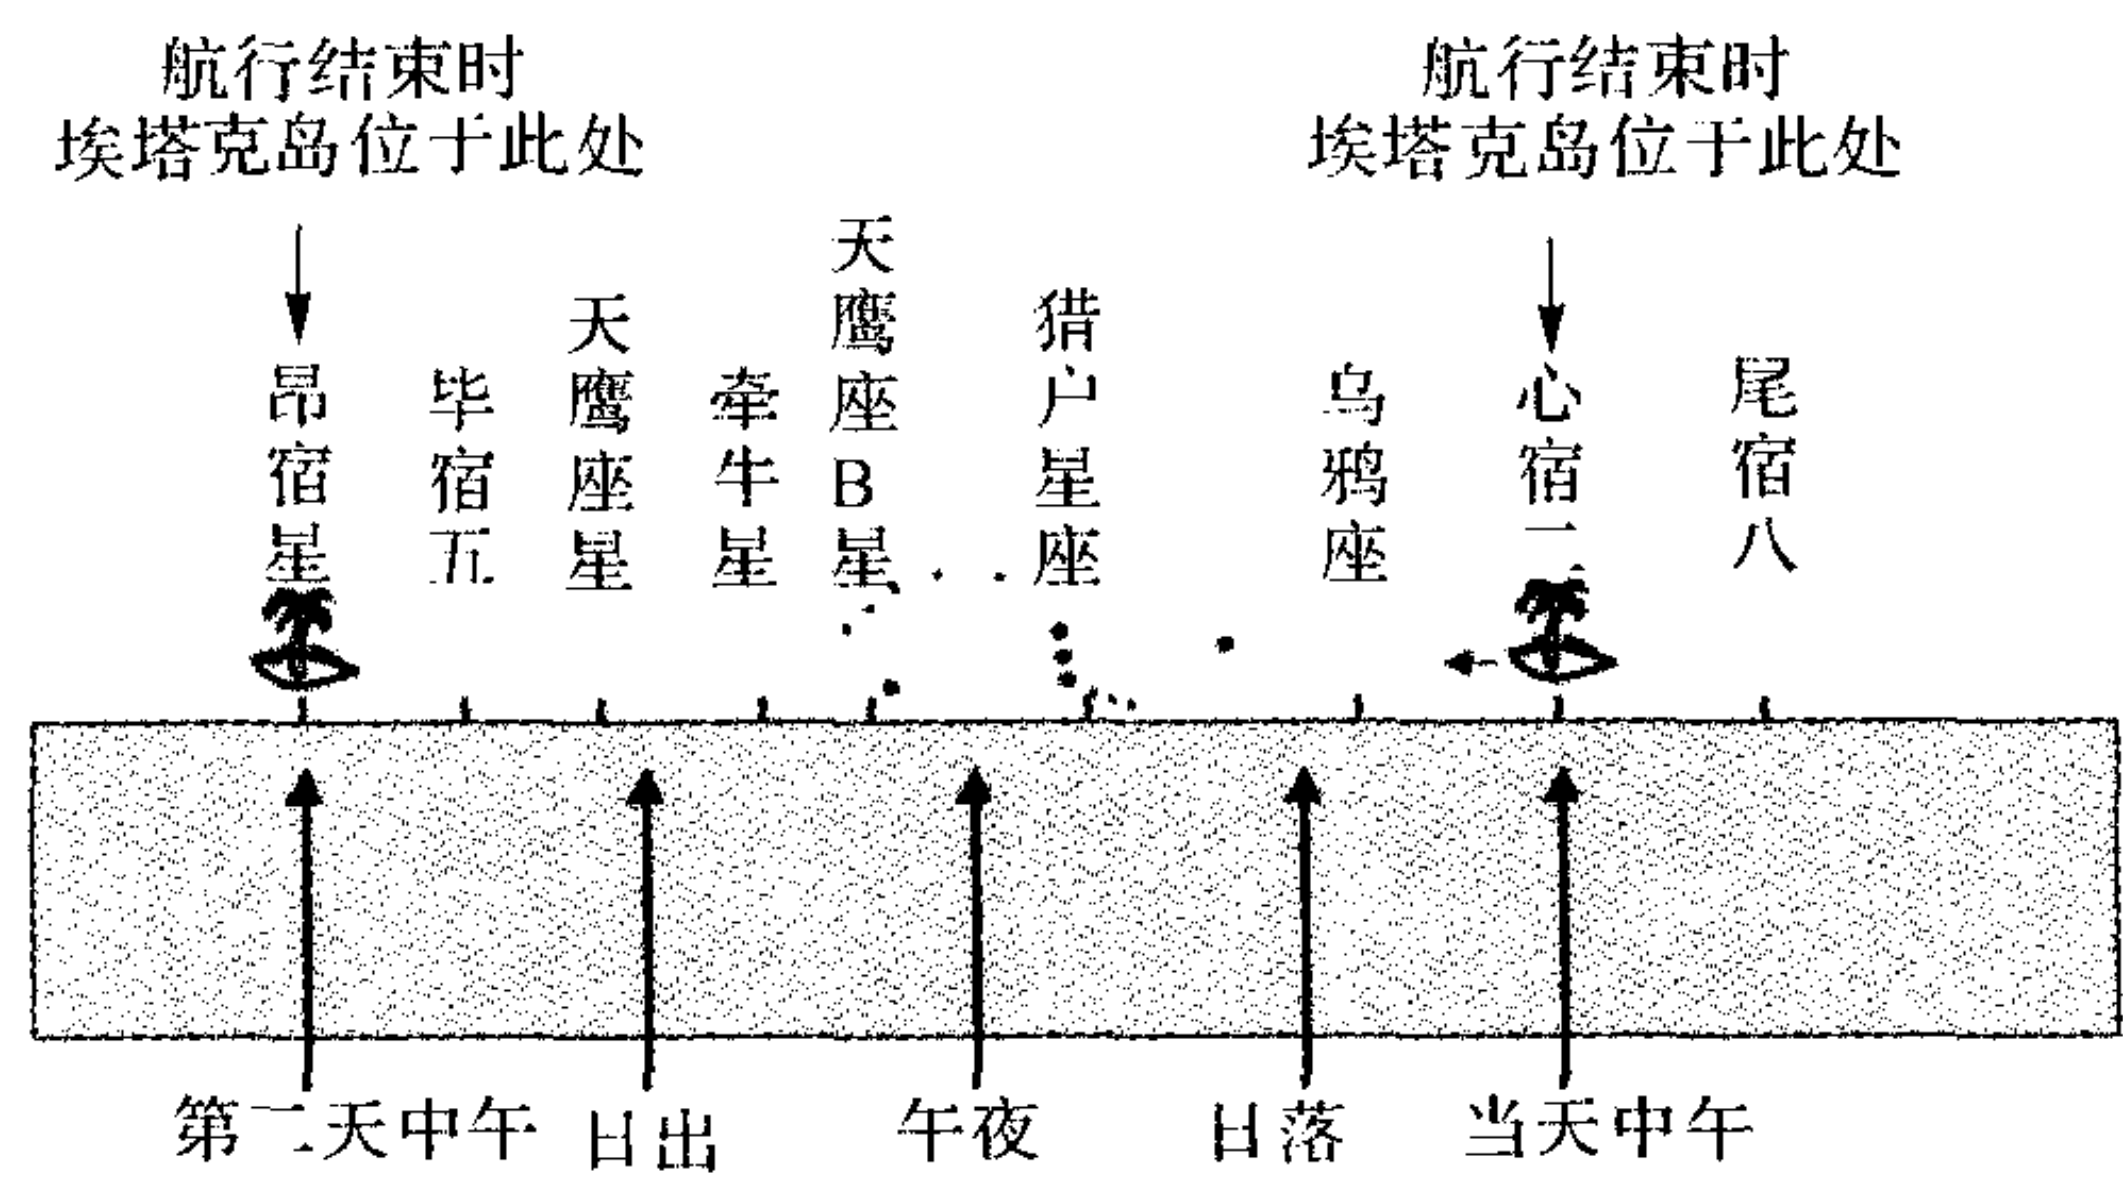 航行结束时
埃塔克岛位于此处
航行结束时
埃塔克岛位于此处
昂宿星
毕宿五
天鹰座星
牵牛星
天鹰座B星
猎户星座
乌鸦座
心宿二
尾宿八
第二天中午
日出
午夜
日落
当天中午